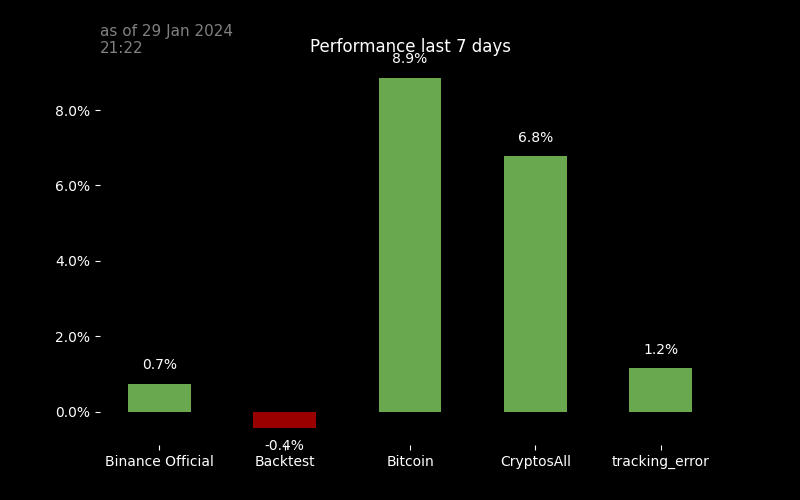 as of 29 Jan 2024
21:22
Performance last 7 days
8.9%
8.0%
6.8%
6.0%
4.0%
2.0%
1.2%
0.7%
0.0%
-0.4%
Binance Official
Backtest
Bitcoin
CryptosAll
tracking_error